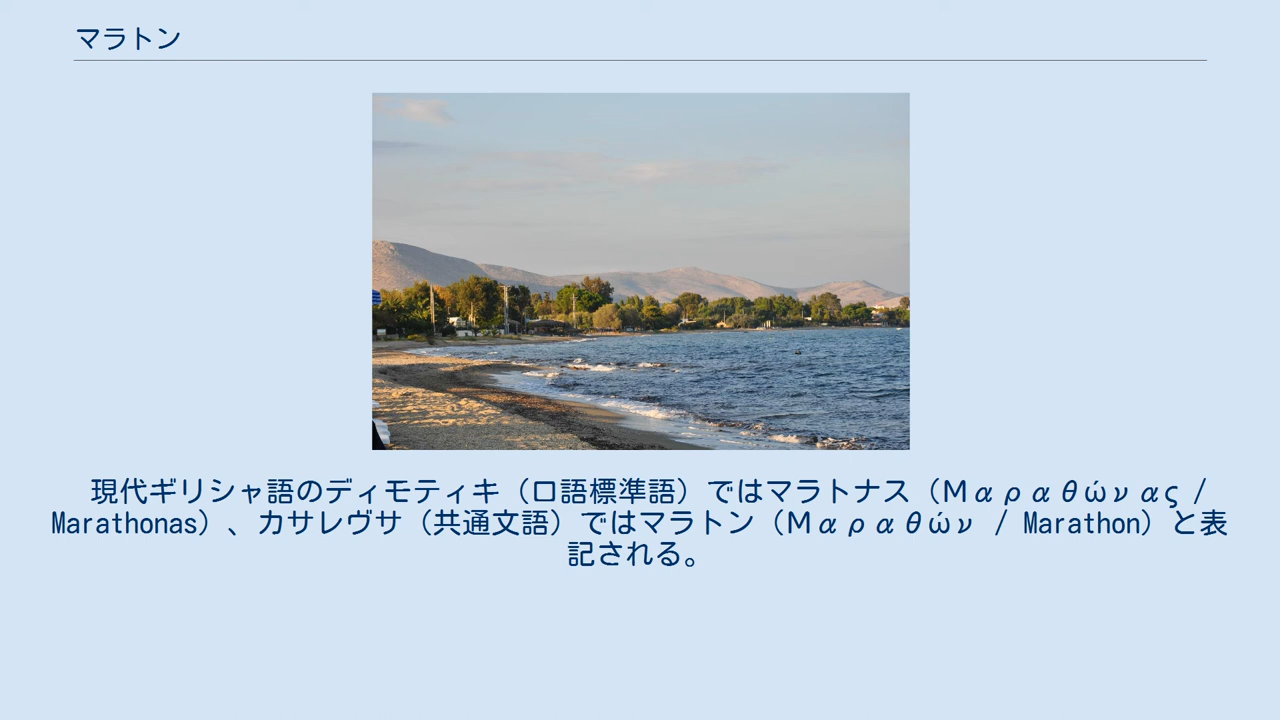 マラトン
現代ギリシャ語のディモティキ（口語標準語）ではマラトナス（Μαραθώνας /
Marathonas）、カサレヴサ（共通文語）ではマラトン（Μαραθών / Marathon）と表
記される。